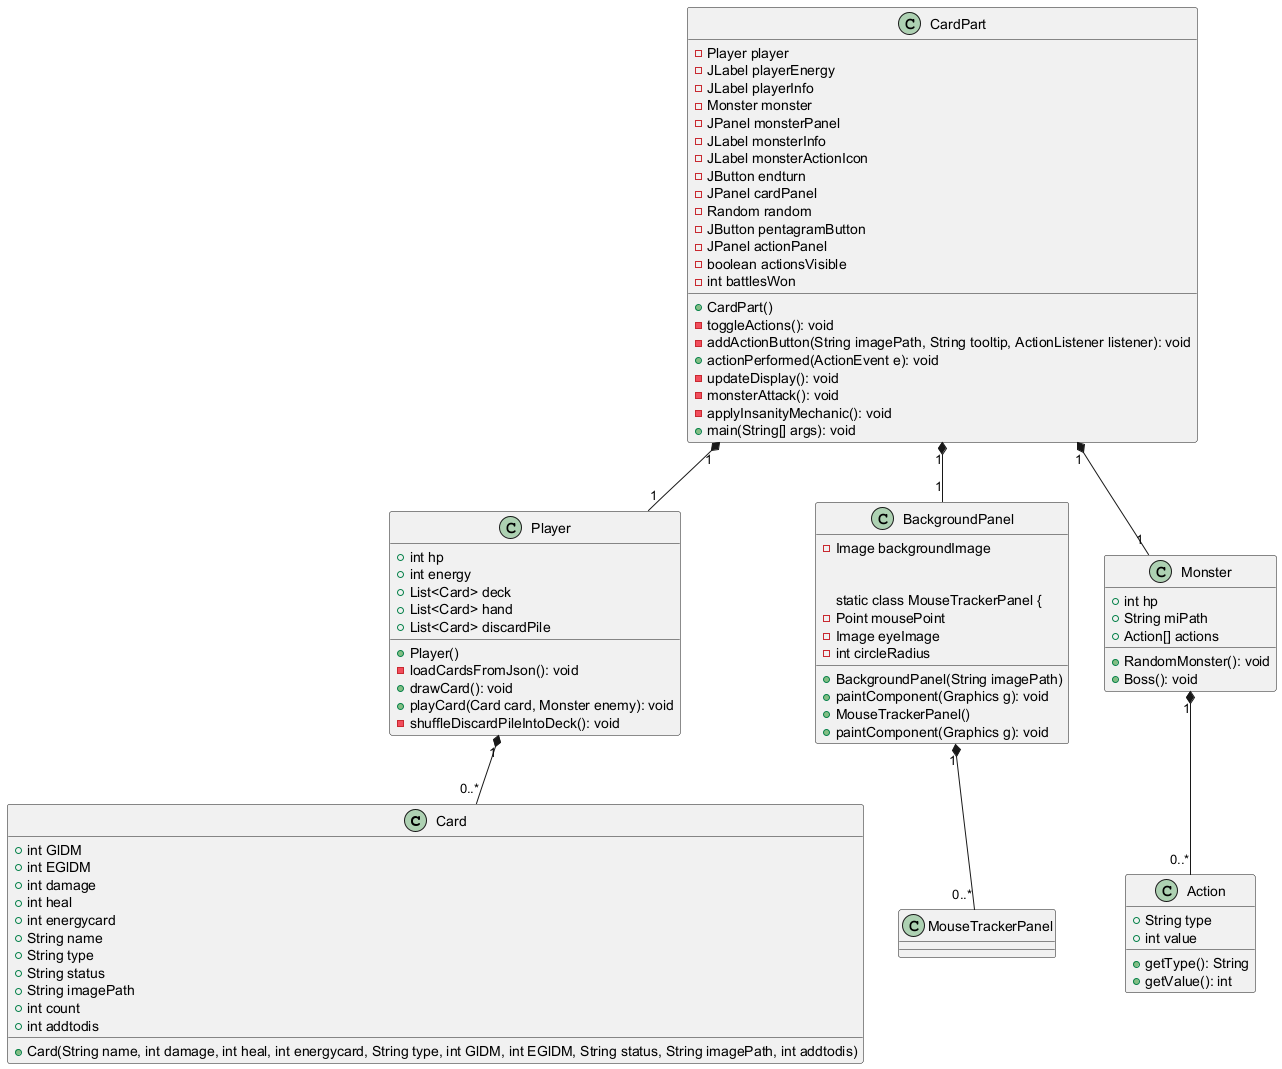 C CardPart
Player player
JLabel playerEnergy
JLabel playerInfo
Monster monster
JPanel monsterPanel
JLabel monsterInfo
JLabel monsterActionIcon
JButton endturn
JPanel cardPanel
Random random
JButton pentagramButton
JPanel actionPanel
boolean actionsVisible
int battlesWon
CardPart()
toggleActions(): void
addActionButton(String imagePath, String tooltip, ActionListener listener): void
actionPerformed(ActionEvent e): void
updateDisplay(): void
monsterAttack(): void
applyInsanityMechanic(): void
main(String[] args): void
1
1
1
1
1
1
C Player
int hp
int energy
List<Card> deck
List<Card> hand
List<Card> discardPile
Player()
loadCardsFromJson(): void
drawCard(): void
playCard(Card card, Monster enemy): void
shuffleDiscardPileIntoDeck(): void
C BackgroundPanel
Image backgroundImage
static class MouseTrackerPanel {
Point mousePoint
Image eyeImage
int circleRadius
BackgroundPanel(String imagePath)
paintComponent(Graphics g): void
MouseTrackerPanel()
paintComponent(Graphics g): void
C Monster
int hp
String miPath
Action[] actions
RandomMonster(): void
Boss(): void
1
0..*
1
0..*
1
0..*
C Card
int GIDM
int EGIDM
int damage
int heal
int energycard
String name
String type
String status
String imagePath
int count
int addtodis
Card(String name, int damage, int heal, int energycard, String type, int GIDM, int EGIDM, String status, String imagePath, int addtodis)
C MouseTrackerPanel
C Action
String type
int value
getType(): String
getValue(): int